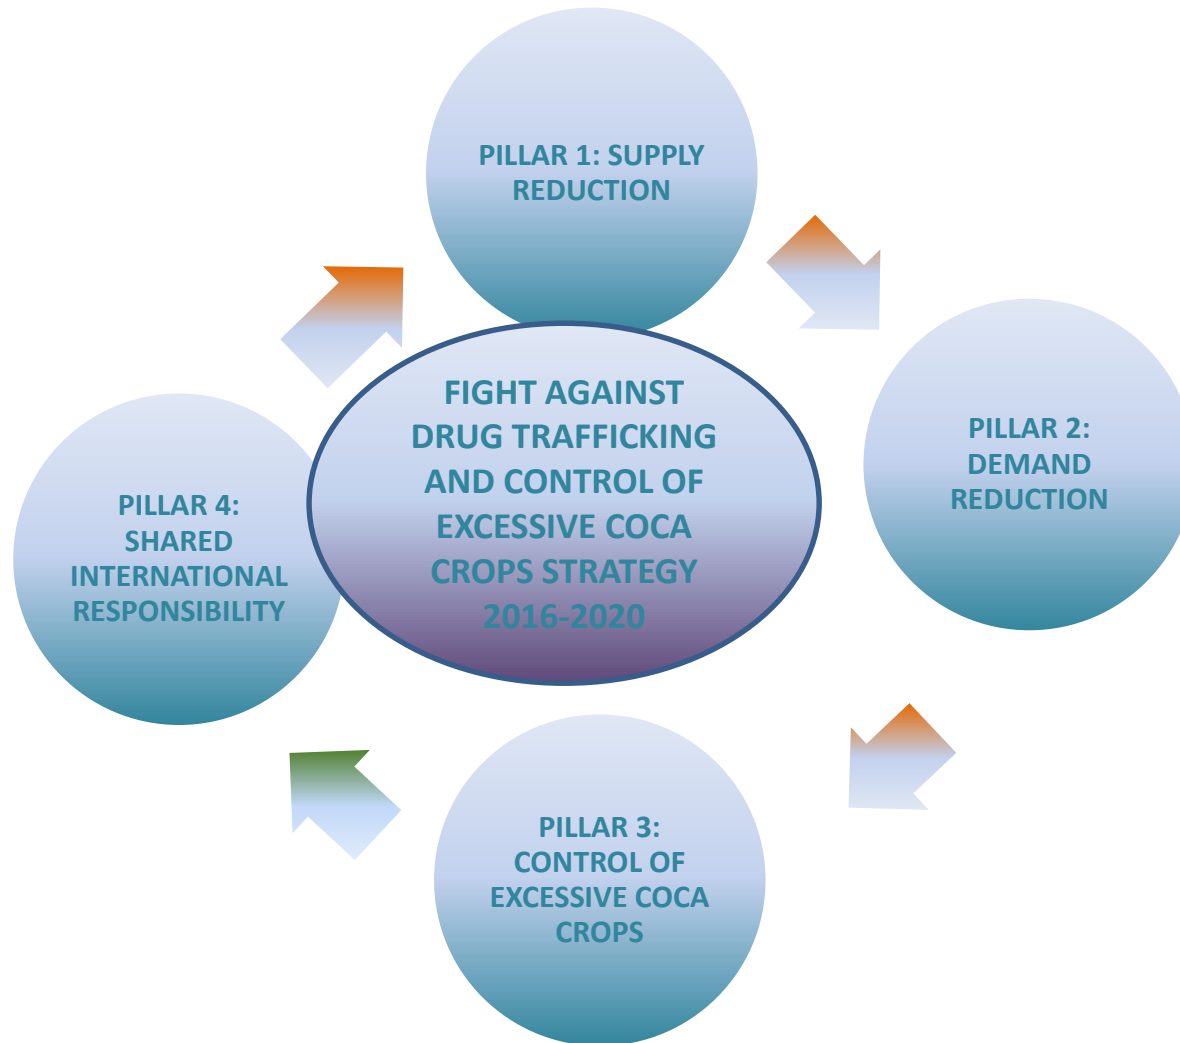 PILLAR 1: SUPPLY
REDUCTION
PILLAR 2:
DEMAND
REDUCTION
FIGHT AGAINST
DRUG TRAFFICKING
AND CONTROL OF
EXCESSIVE COCA
CROPS STRATEGY
2016-2020
PILLAR 4:
SHARED
INTERNATIONAL
RESPONSIBILITY
PILLAR 3:
CONTROL OF
EXCESSIVE COCA
CROPS